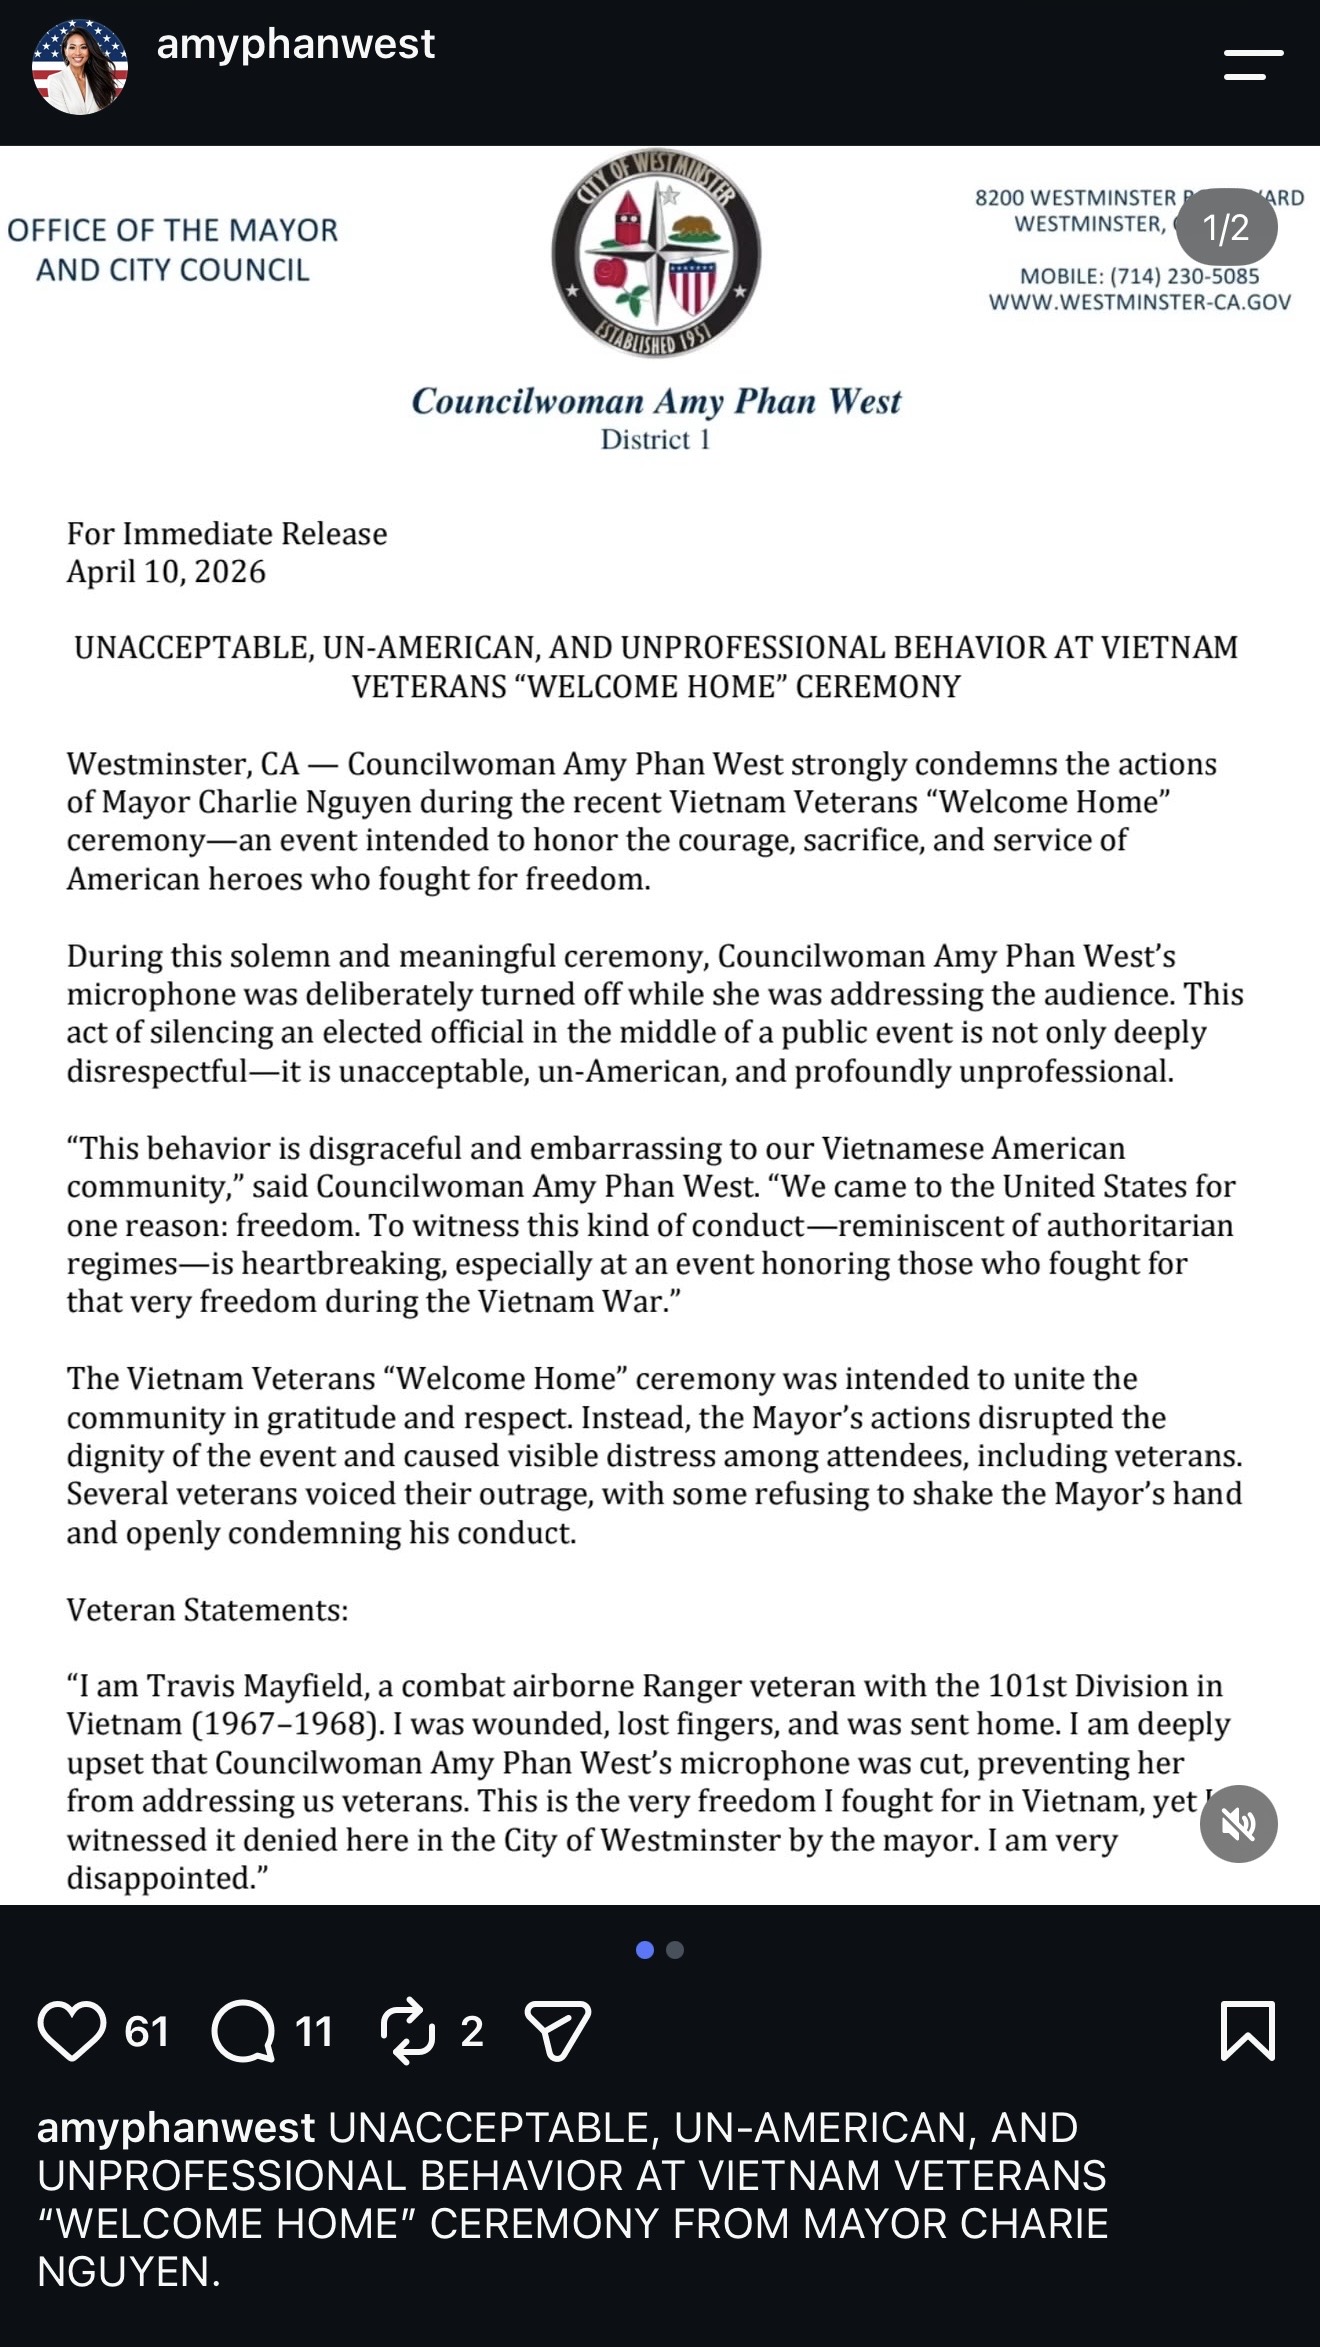 amyphanwest
OFFICE OF THE MAYOR
AND CITY COUNCIL
CITY OF WESTMINSTER
ESTABLISHED 1957
8200 WESTMINSTER
WESTMINSTER,
1/2
MOBILE: (714) 230-5085
WWW.WESTMINSTER-CA.GOV
Councilwoman Amy Phan West
District 1
For Immediate Release
April 10, 2026
UNACCEPTABLE, UN-AMERICAN, AND UNPROFESSIONAL BEHAVIOR AT VIETNAM
VETERANS “WELCOME HOME” CEREMONY
Westminster, CA — Councilwoman Amy Phan West strongly condemns the actions
of Mayor Charlie Nguyen during the recent Vietnam Veterans “Welcome Home”
ceremony—an event intended to honor the courage, sacrifice, and service of
American heroes who fought for freedom.
During this solemn and meaningful ceremony, Councilwoman Amy Phan West’s
microphone was deliberately turned off while she was addressing the audience. This
act of silencing an elected official in the middle of a public event is not only deeply
disrespectful—it is unacceptable, un-American, and profoundly unprofessional.
“This behavior is disgraceful and embarrassing to our Vietnamese American
community,” said Councilwoman Amy Phan West. “We came to the United States for
one reason: freedom. To witness this kind of conduct—reminiscent of authoritarian
regimes—is heartbreaking, especially at an event honoring those who fought for
that very freedom during the Vietnam War.”
The Vietnam Veterans “Welcome Home” ceremony was intended to unite the
community in gratitude and respect. Instead, the Mayor’s actions disrupted the
dignity of the event and caused visible distress among attendees, including veterans.
Several veterans voiced their outrage, with some refusing to shake the Mayor’s hand
and openly condemning his conduct.
Veteran Statements:
“I am Travis Mayfield, a combat airborne Ranger veteran with the 101st Division in
Vietnam (1967–1968). I was wounded, lost fingers, and was sent home. I am deeply
upset that Councilwoman Amy Phan West’s microphone was cut, preventing her
from addressing us veterans. This is the very freedom I fought for in Vietnam, yet I
witnessed it denied here in the City of Westminster by the mayor. I am very
disappointed.”
61 11 2
amyphanwest UNACCEPTABLE, UN-AMERICAN, AND
UNPROFESSIONAL BEHAVIOR AT VIETNAM VETERANS
“WELCOME HOME” CEREMONY FROM MAYOR CHARIE
NGUYEN.